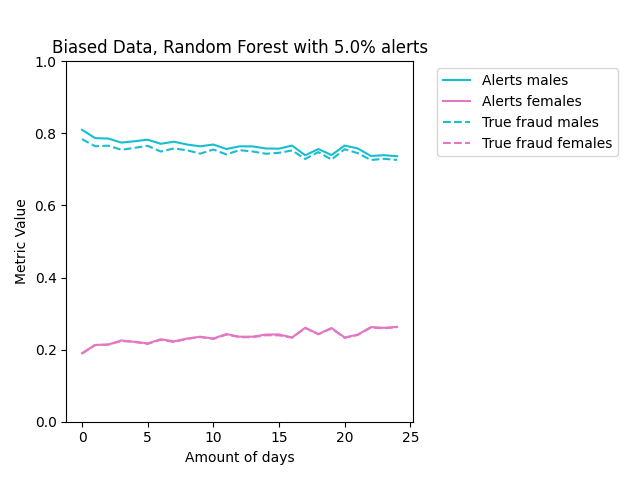 Biased Data, Random Forest with 5.0% alerts
1.0
0.8
0.6
0.4
0.2
0.0
Metric Value
0 5 10 15 20 25
Amount of days
Alerts males
Alerts females
True fraud males
True fraud females